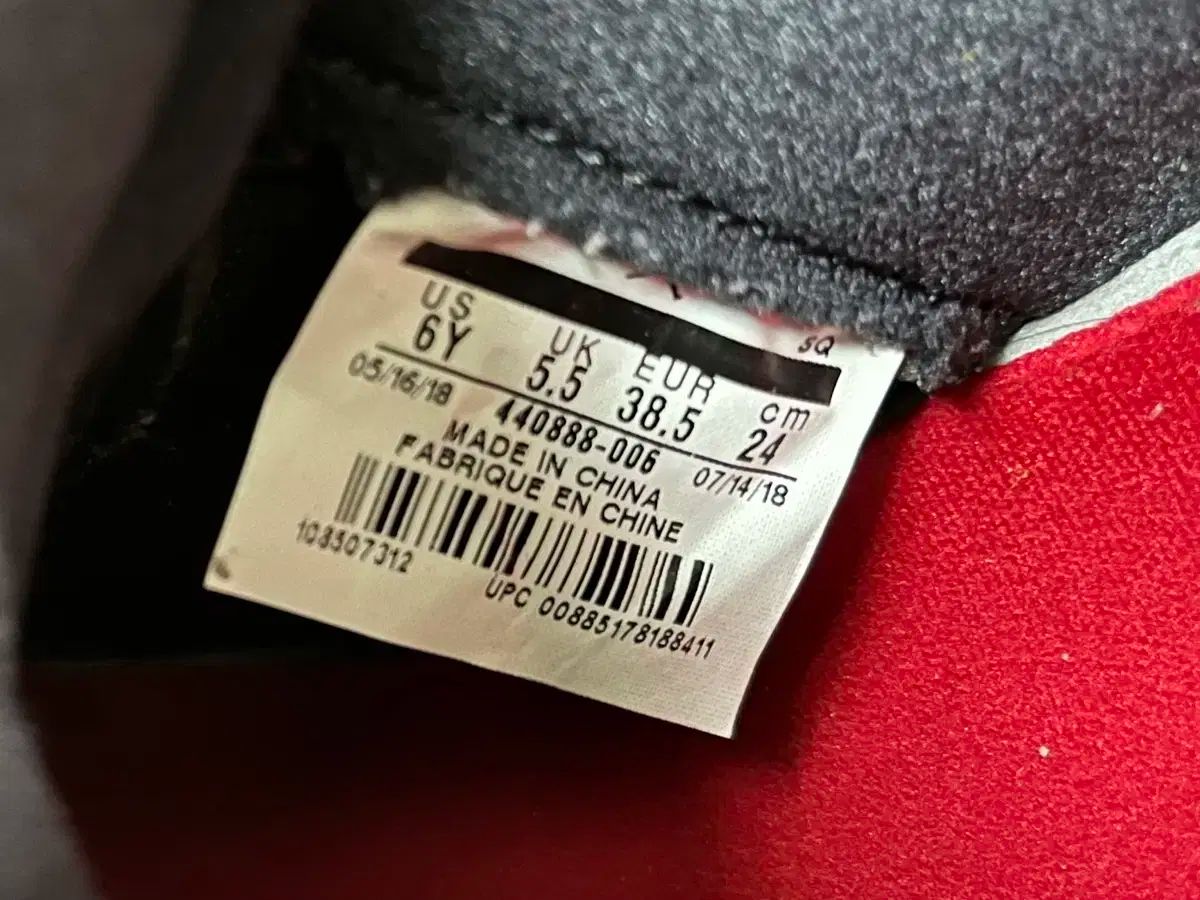 SQ
US UK EUR cm
6Y 5.5 38.5 24
05/16/18 440888-006 07/14/18
MADE IN CHINA
FABRIQUE EN CHINE
108507312
UPC 00885178188411